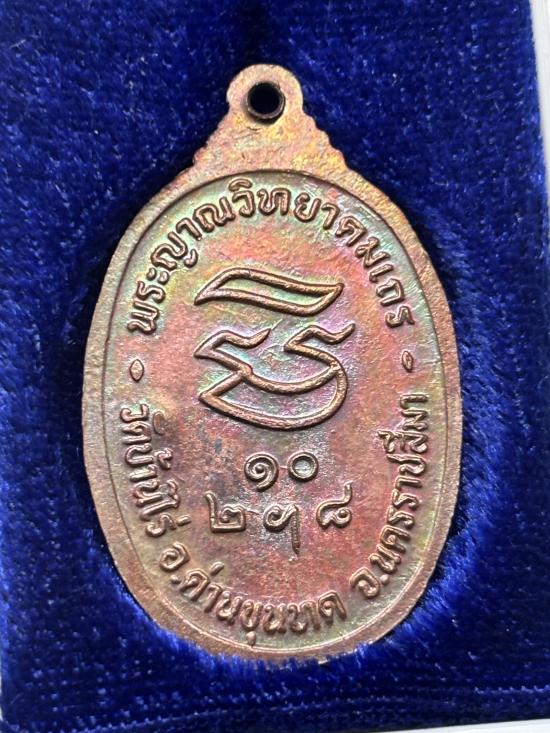 พระญาณวิทยาคมเถร
๑๐
๒ ฯ ๘
วัดบ้านไร่ อ.ด่านขุนทด จ.นครราชสีมา